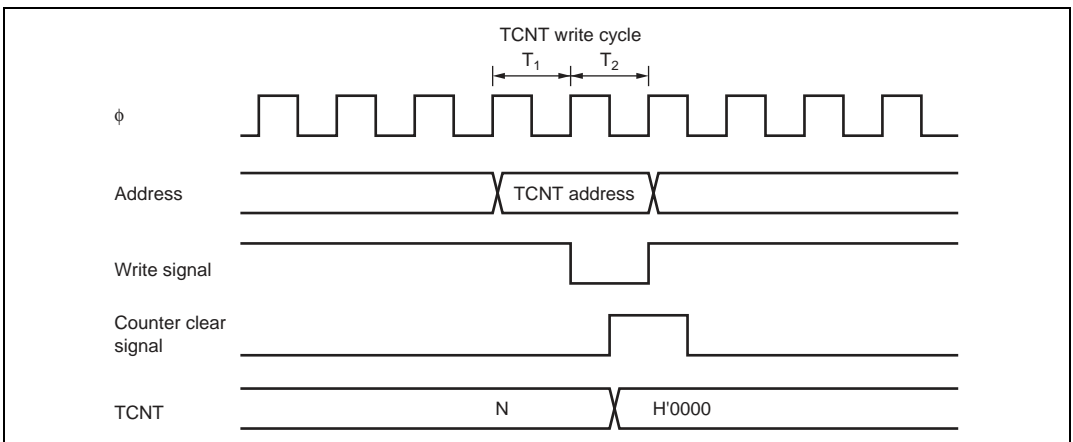 TCNT write cycle
T1 T2
φ
Address
TCNT address
Write signal
Counter clear
signal
TCNT
N
H'0000